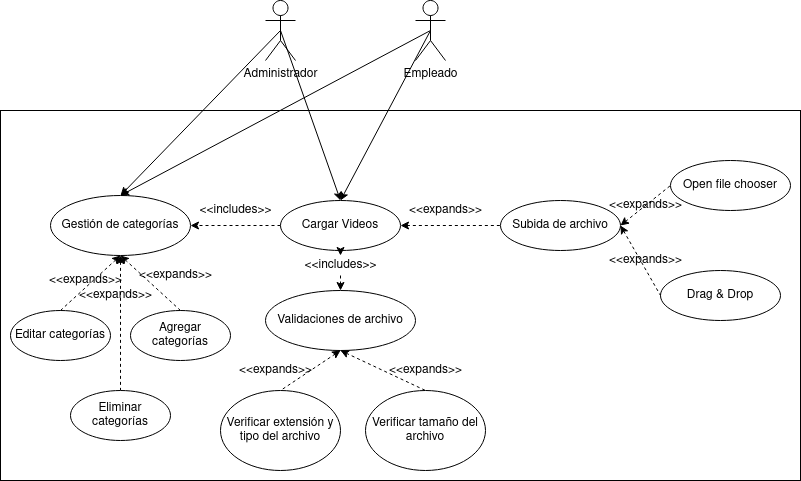 Administrador
Empleado
Open file chooser
<<includes>>
<<expands>>
<<expands>>
Gestión de categorías
Cargar Videos
Subida de archivo
<<includes>>
<<expands>>
<<expands>>
<<expands>>
<<expands>>
Drag & Drop
Editar categorías
Agregar
categorías
Validaciones de archivo
<<expands>>
<<expands>>
Eliminar
categorías
Verificar extensión y
tipo del archivo
Verificar tamaño del
archivo